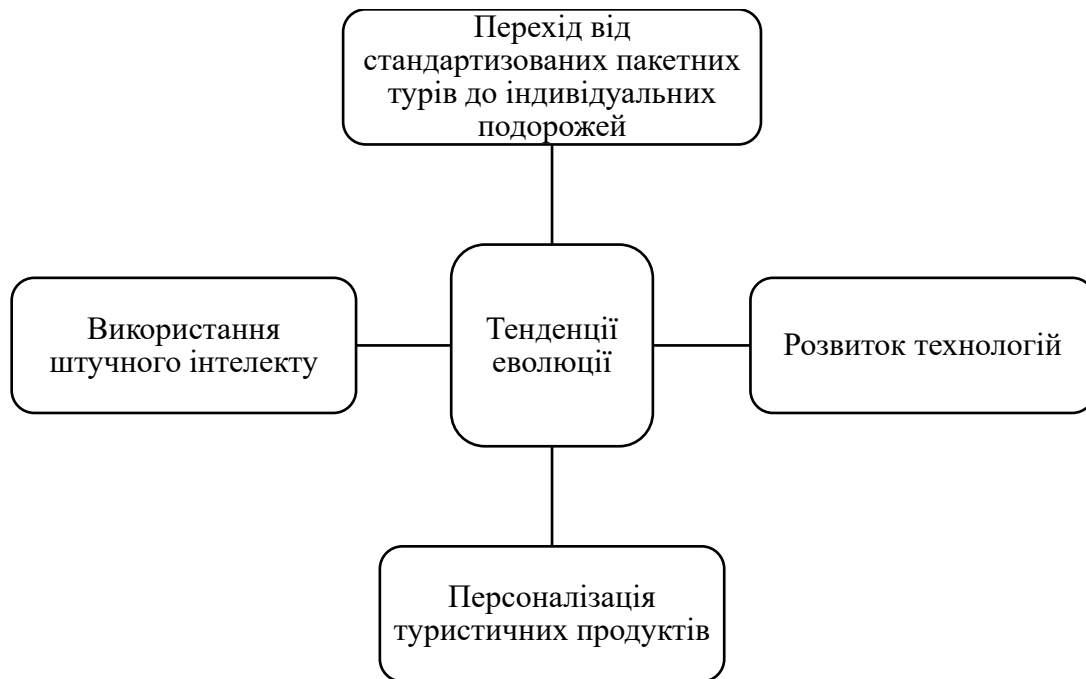 Перехід від
стандартизованих пакетних
турів до індивідуальних
подорожей
Використання
штучного інтелекту
Тенденції
еволюції
Розвиток технологій
Персоналізація
туристичних продуктів